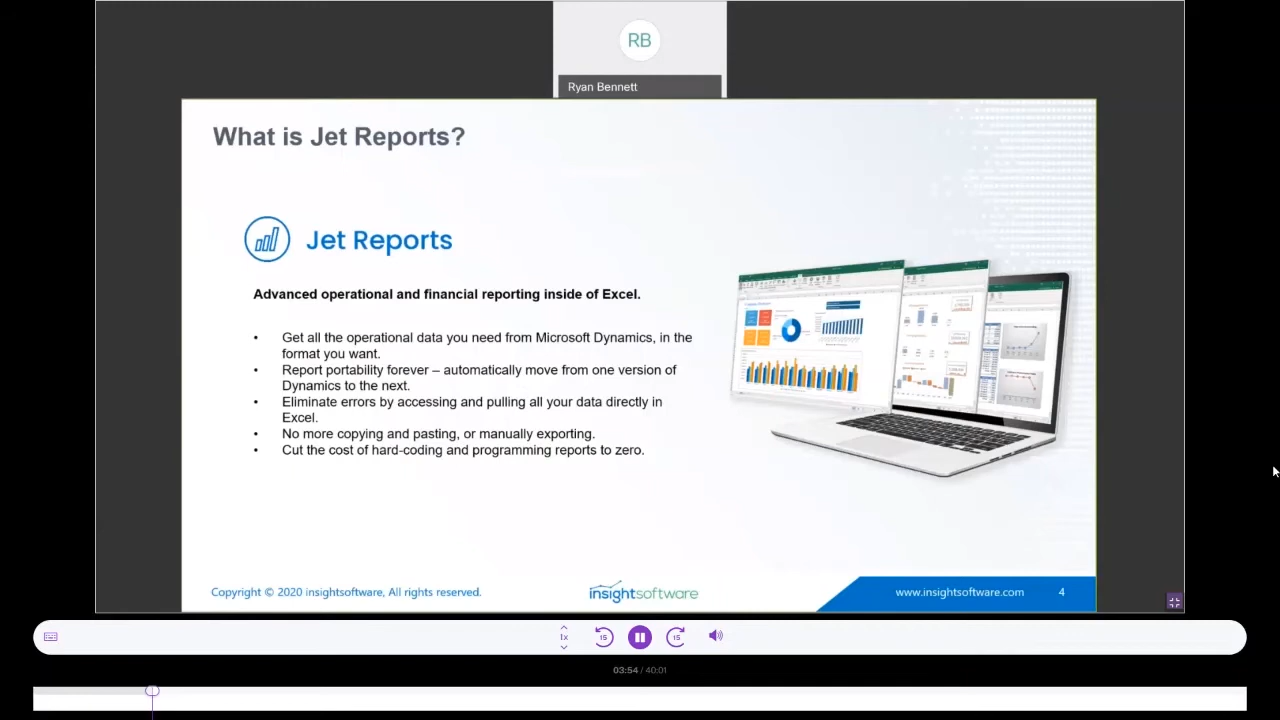 RB
Ryan Bennett
What is Jet Reports?
Jet Reports
Advanced operational and financial reporting inside of Excel.
• Get all the operational data you need from Microsoft Dynamics, in the
format you want.
• Report portability forever – automatically move from one version of
Dynamics to the next.
• Eliminate errors by accessing and pulling all your data directly in
Excel.
• No more copying and pasting, or manually exporting.
• Cut the cost of hard-coding and programming reports to zero.
Copyright © 2020 insightsoftware, All rights reserved.
insightsoftware
www.insightsoftware.com
4
1x
15
15
03:54 / 40:01